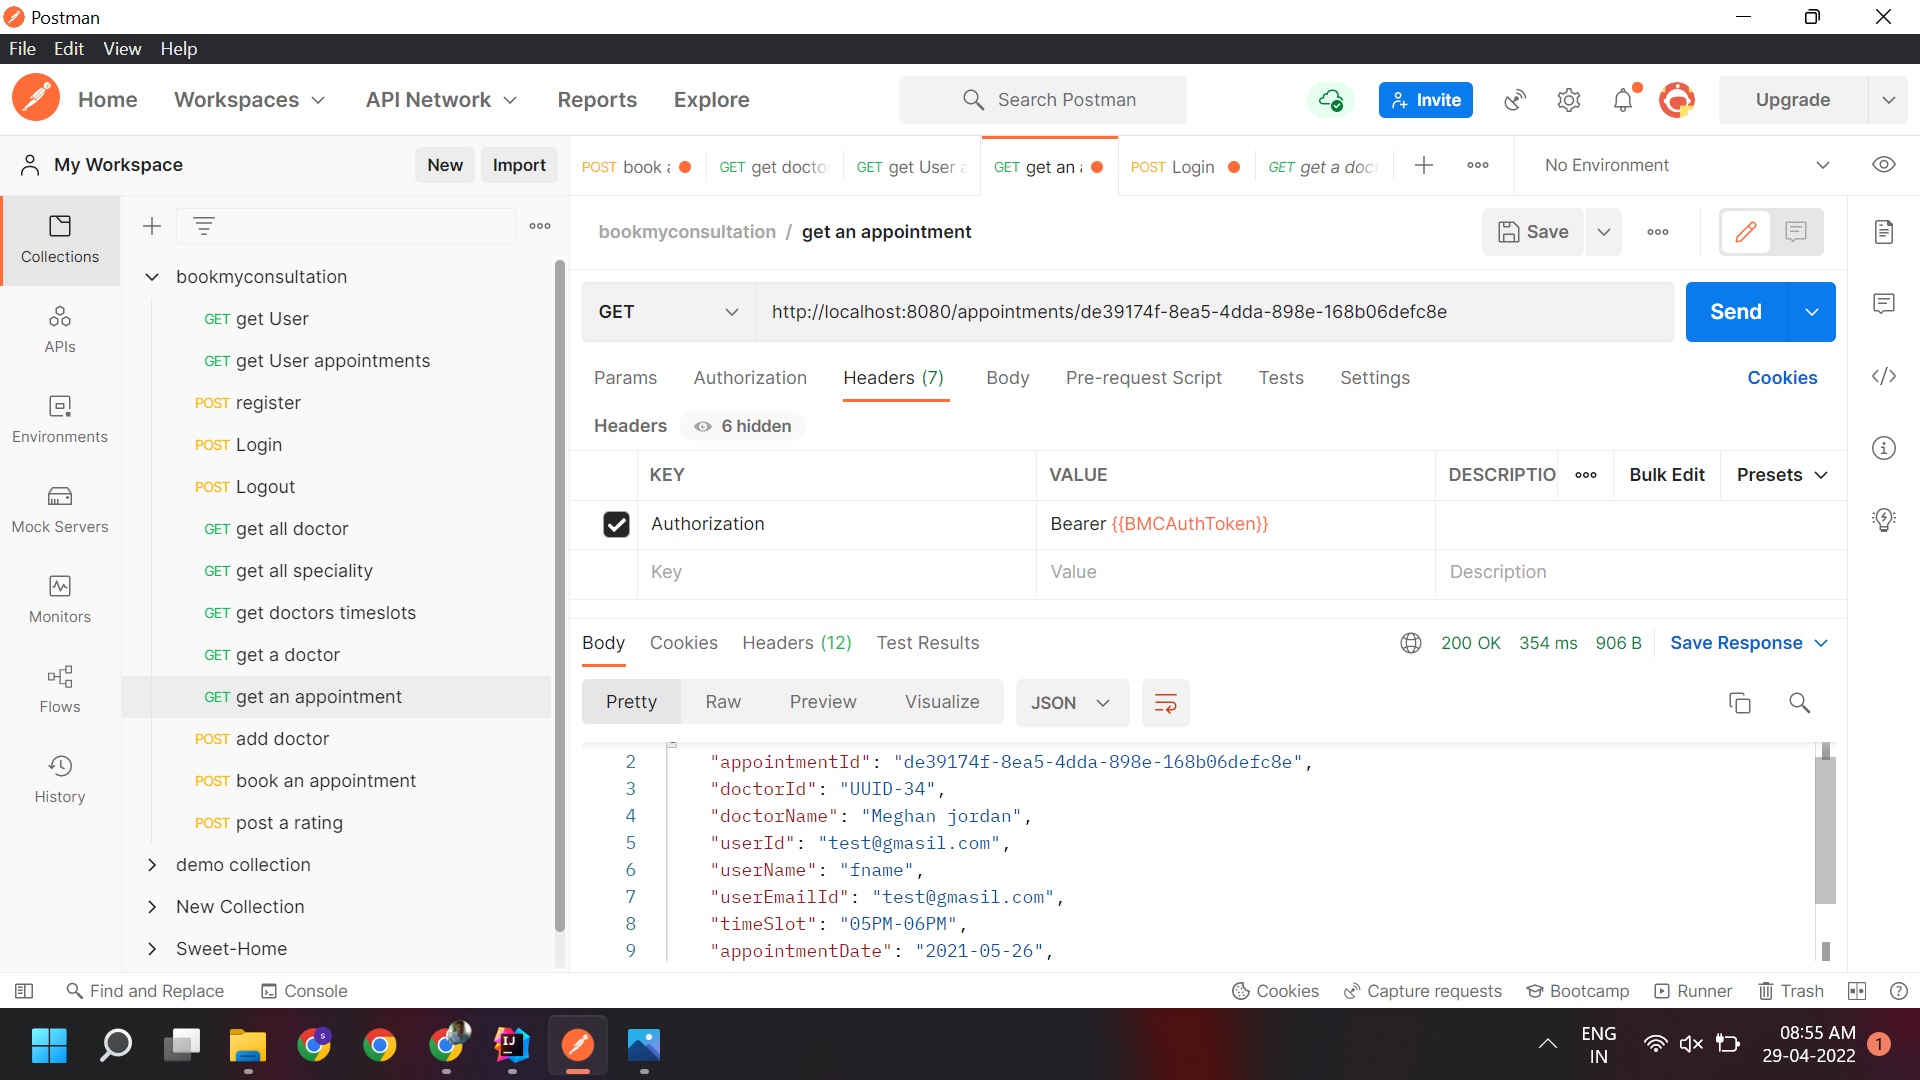 Postman
File Edit View Help
Home Workspaces API Network Reports Explore Search Postman Invite Upgrade
My Workspace New Import POST book a GET get docto GET get User a GET get an a POST Login GET get a doct No Environment
Collections
bookmyconsultation / get an appointment Save
bookmyconsultation
GET http://localhost:8080/appointments/de39174f-8ea5-4dda-898e-168b06defc8e Send
GET get User
APIs
GET get User appointments
Params Authorization Headers (7) Body Pre-request Script Tests Settings Cookies
POST register
Environments
Headers 6 hidden
POST Login
KEY VALUE DESCRIPTIO Bulk Edit Presets
POST Logout
Mock Servers
GET get all doctor
Authorization Bearer {{BMCAuthToken}}
GET get all speciality
Key Value Description
Monitors
GET get doctors timeslots
Body Cookies Headers (12) Test Results 200 OK 354 ms 906 B Save Response
GET get a doctor
Flows
GET get an appointment
Pretty Raw Preview Visualize JSON
POST add doctor
2 "appointmentId": "de39174f-8ea5-4dda-898e-168b06defc8e",
POST book an appointment
3 "doctorId": "UUID-34",
History
4 "doctorName": "Meghan jordan",
POST post a rating
5 "userId": "test@gmasil.com",
demo collection
6 "userName": "fname",
New Collection
7 "userEmailId": "test@gmasil.com",
8 "timeSlot": "05PM-06PM",
Sweet-Home
9 "appointmentDate": "2021-05-26",
Find and Replace Console Cookies Capture requests Bootcamp Runner Trash
ENG
IN
08:55 AM
29-04-2022
1